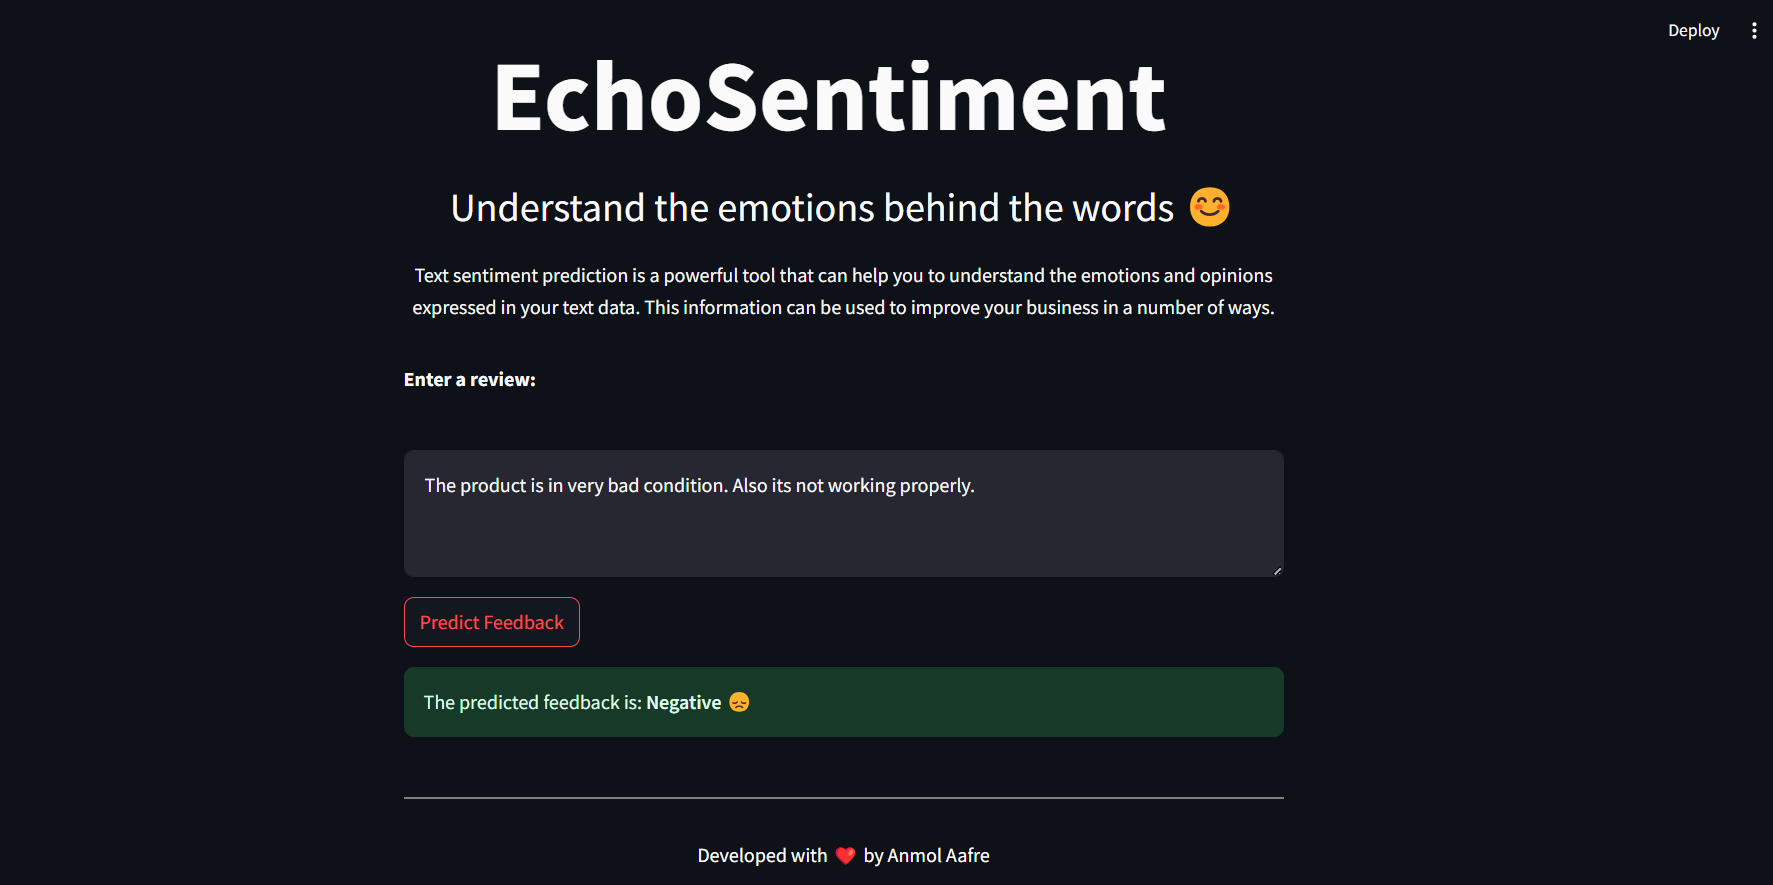 Deploy
EchoSentiment
Understand the emotions behind the words 😊
Text sentiment prediction is a powerful tool that can help you to understand the emotions and opinions
expressed in your text data. This information can be used to improve your business in a number of ways.
Enter a review:
The product is in very bad condition. Also its not working properly.
Predict Feedback
The predicted feedback is: Negative 😞
Developed with ❤️ by Anmol Aafre